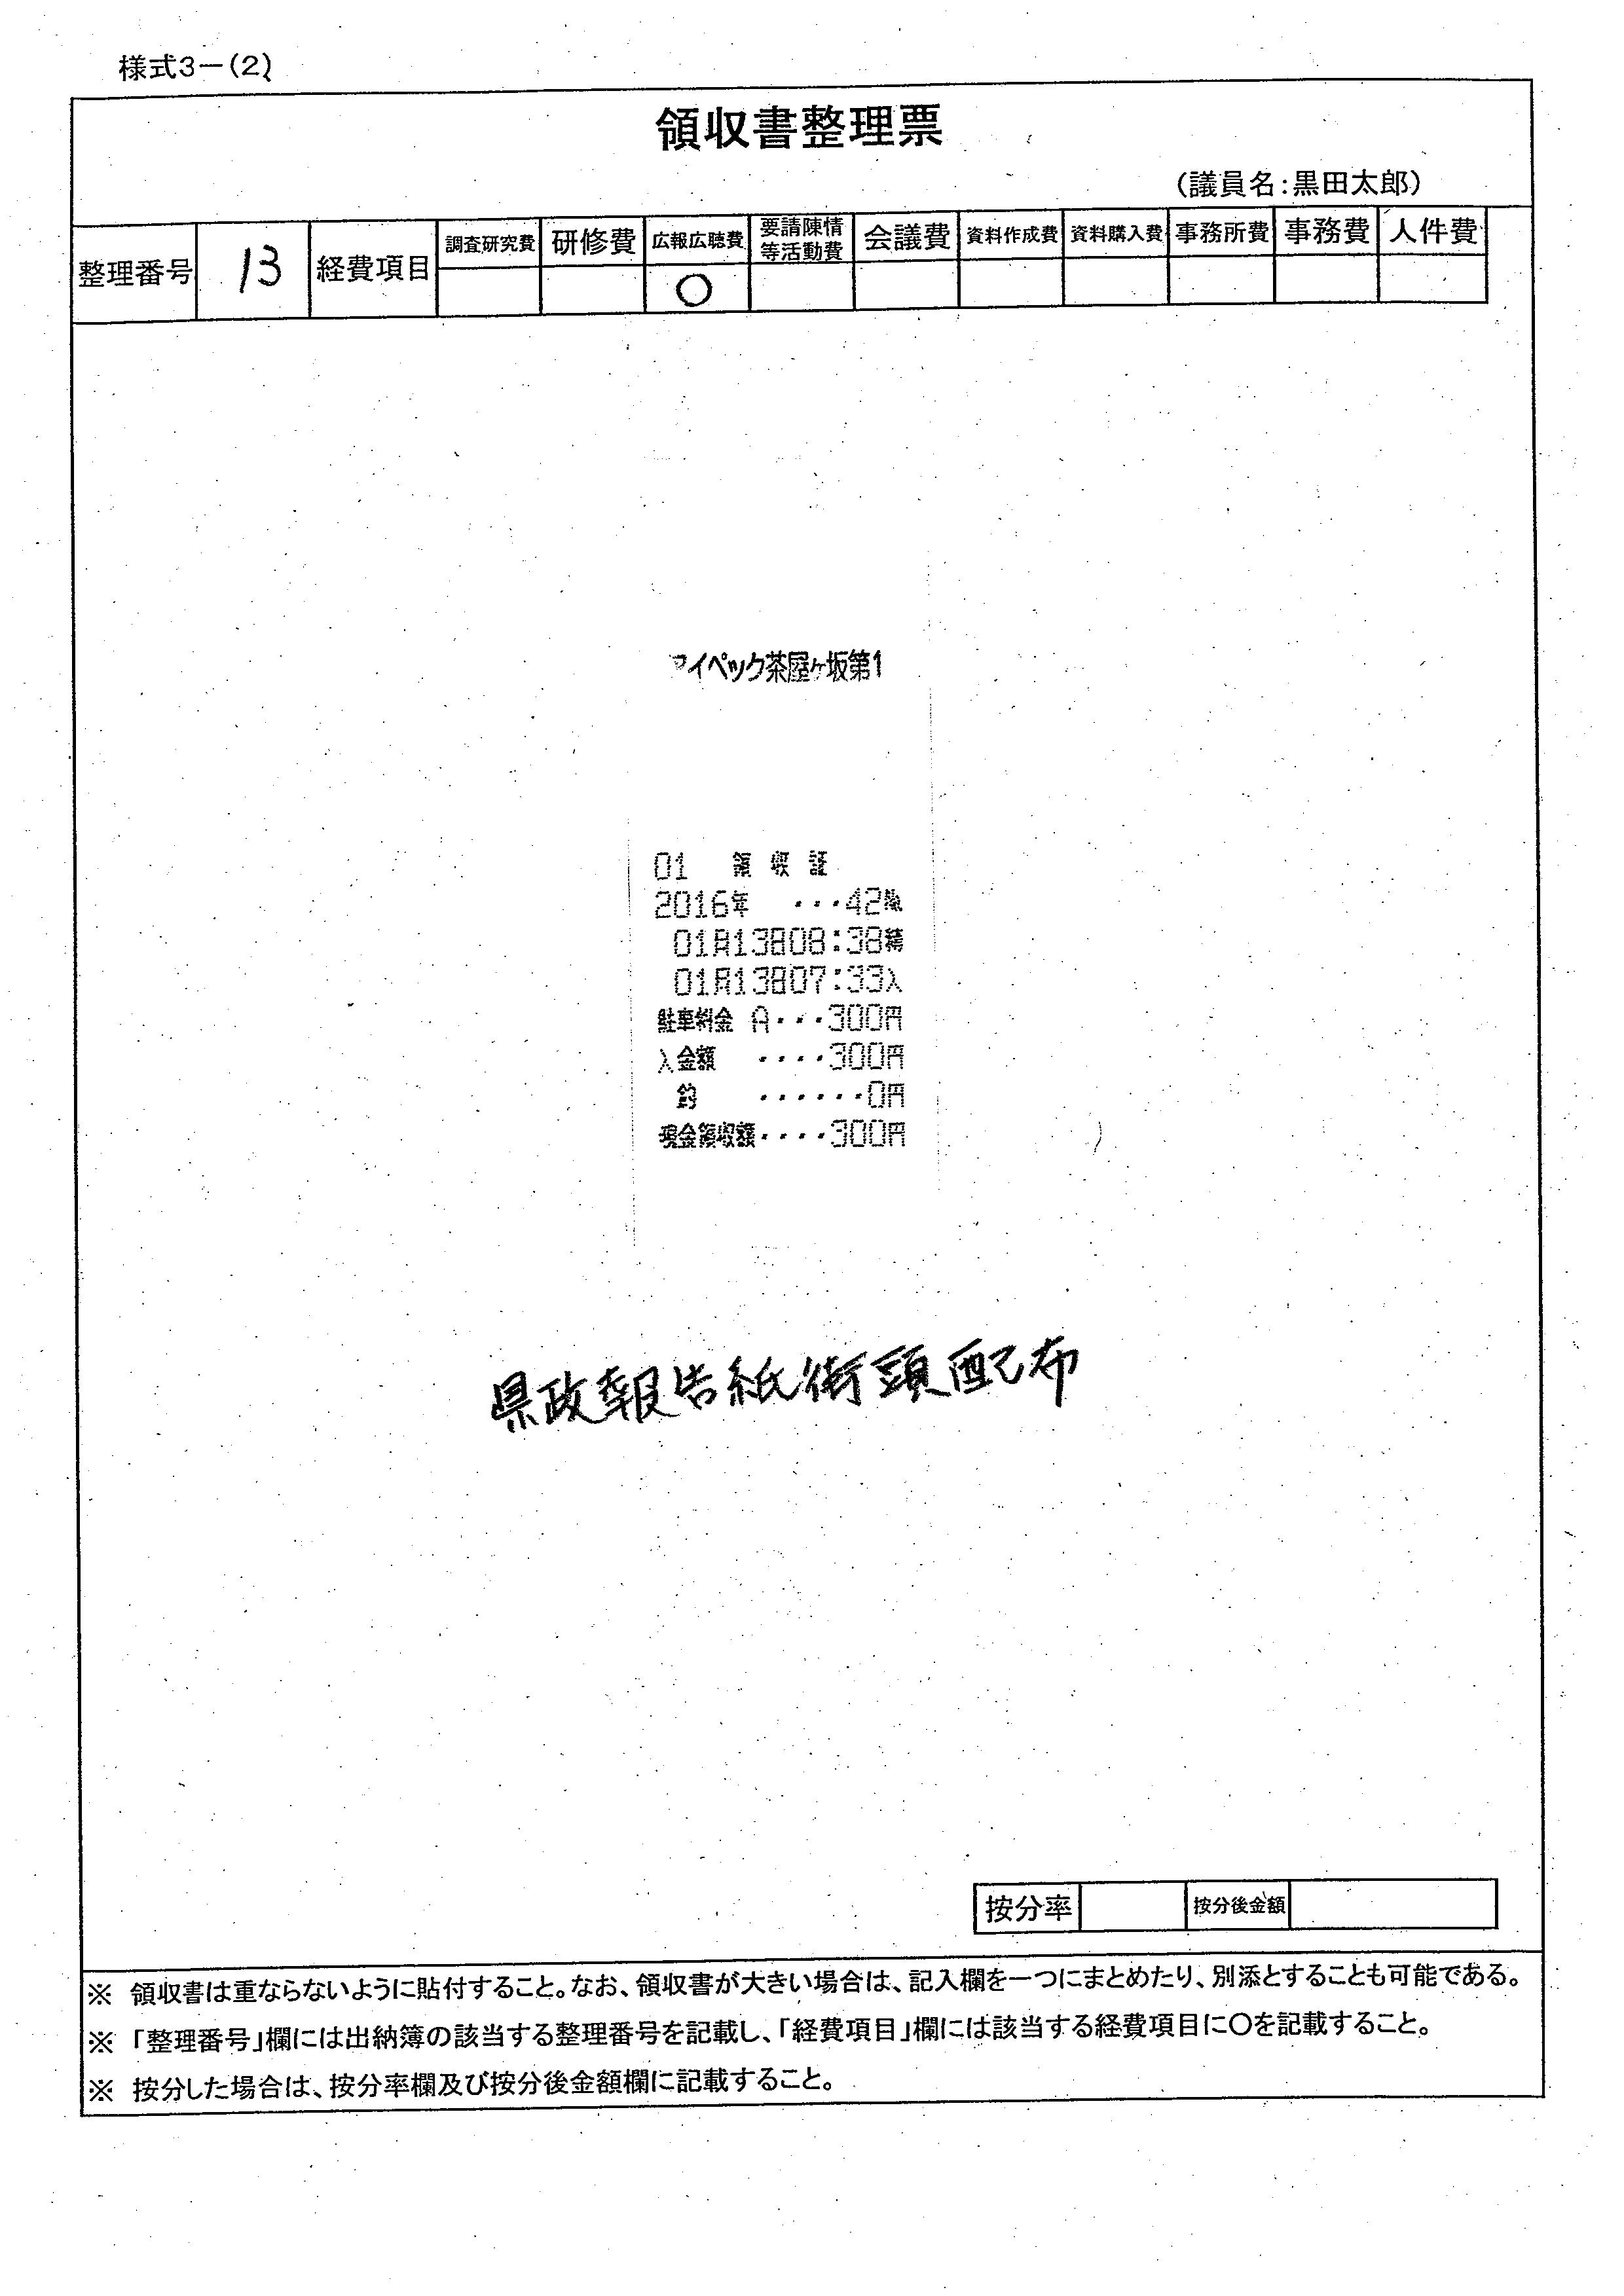 様式3-(2)
領収書整理票
(議員名:黒田太郎)
整理番号 13 経費項目 調査研究費 研修費 広報広聴費 要請陳情等活動費 会議費 資料作成費 資料購入費 事務所費 事務費 人件費
○
マイペック茶屋ヶ坂第1
01 領収証
2016年 ···42
01月13日08:38精
01月13日07:33入
駐車料金 A···300円
入金額 ····300円
釣 ······0円
現金領収額····300円
県政報告紙街頭配布
按分率 按分後金額
※ 領収書は重ならないように貼付すること。なお、領収書が大きい場合は、記入欄を一つにまとめたり、別添とすることも可能である。
※ 「整理番号」欄には出納簿の該当する整理番号を記載し、「経費項目」欄には該当する経費項目に○を記載すること。
※ 按分した場合は、按分率欄及び按分後金額欄に記載すること。